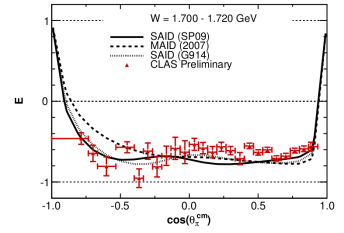 W = 1.700 - 1.720 GeV
SAID (SP09)
MAID (2007)
SAID (G914)
CLAS Preliminary
1
0
-1
E
-1.0
-0.5
0.0
0.5
1.0
cos(θπcm)